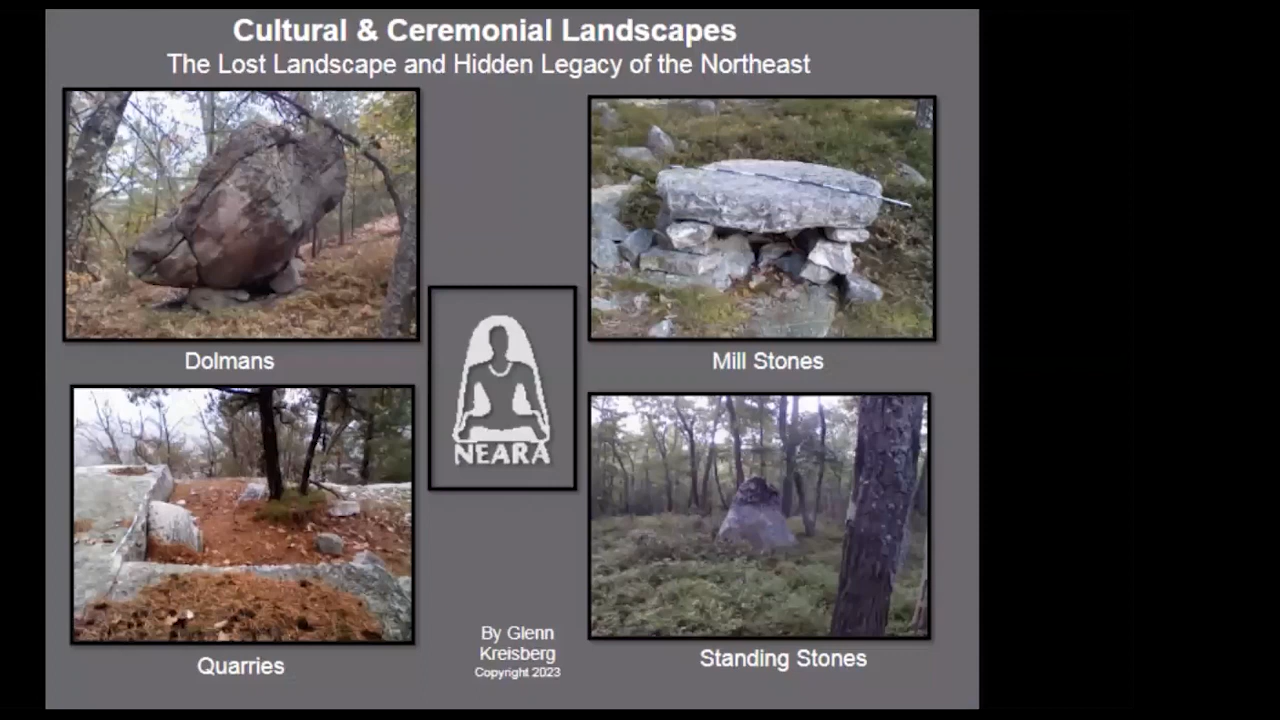 Cultural & Ceremonial Landscapes
The Lost Landscape and Hidden Legacy of the Northeast
Dolmans
Mill Stones
NEARA
Quarries
Standing Stones
By Glenn
Kreisberg
Copyright 2023